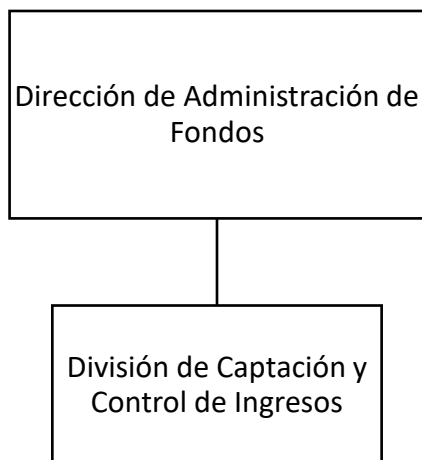 Dirección de Administración de
Fondos
División de Captación y
Control de Ingresos